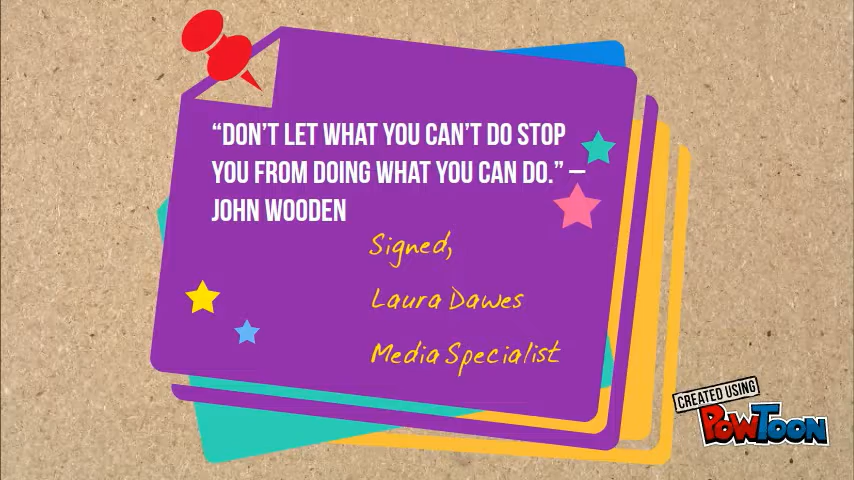 “DON’T LET WHAT YOU CAN’T DO STOP
YOU FROM DOING WHAT YOU CAN DO.” –
JOHN WOODEN
Signed,
Laura Dawes
Media Specialist
CREATED USING
POWTOON